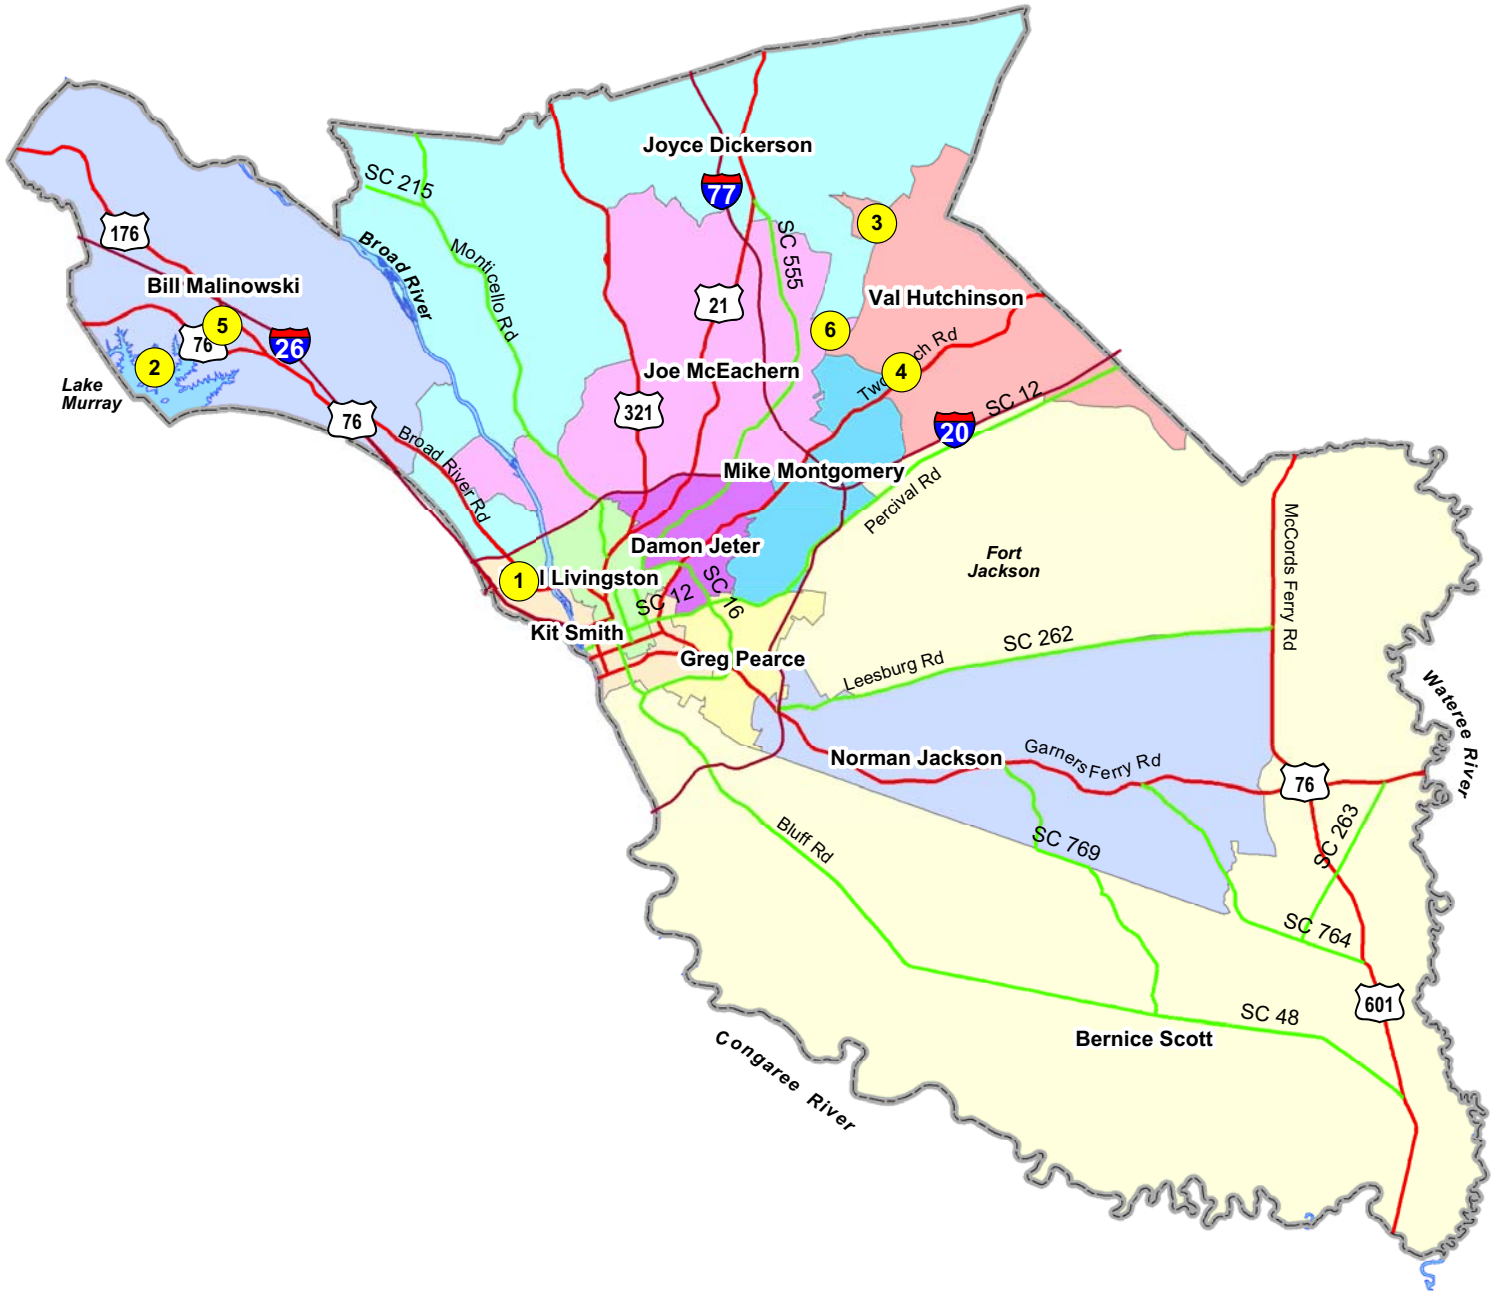 Joyce Dickerson
77
SC 215
3
176
Broad River
Monticello Rd
SC 555
Bill Malinowski
21
Val Hutchinson
5
76
26
6
2
Lake
Murray
Joe McEachern
4
SC 12
321
76
20
Broad River Rd
Mike Montgomery
Percival Rd
McCords Ferry Rd
Damon Jeter
Fort
Jackson
1
Livingston
SC 12
SC 16
Kit Smith
SC 262
Greg Pearce
Leesburg Rd
Wateree River
Norman Jackson
Garners Ferry Rd
76
SC 263
Bluff Rd
SC 769
SC 764
601
SC 48
Bernice Scott
Congaree River